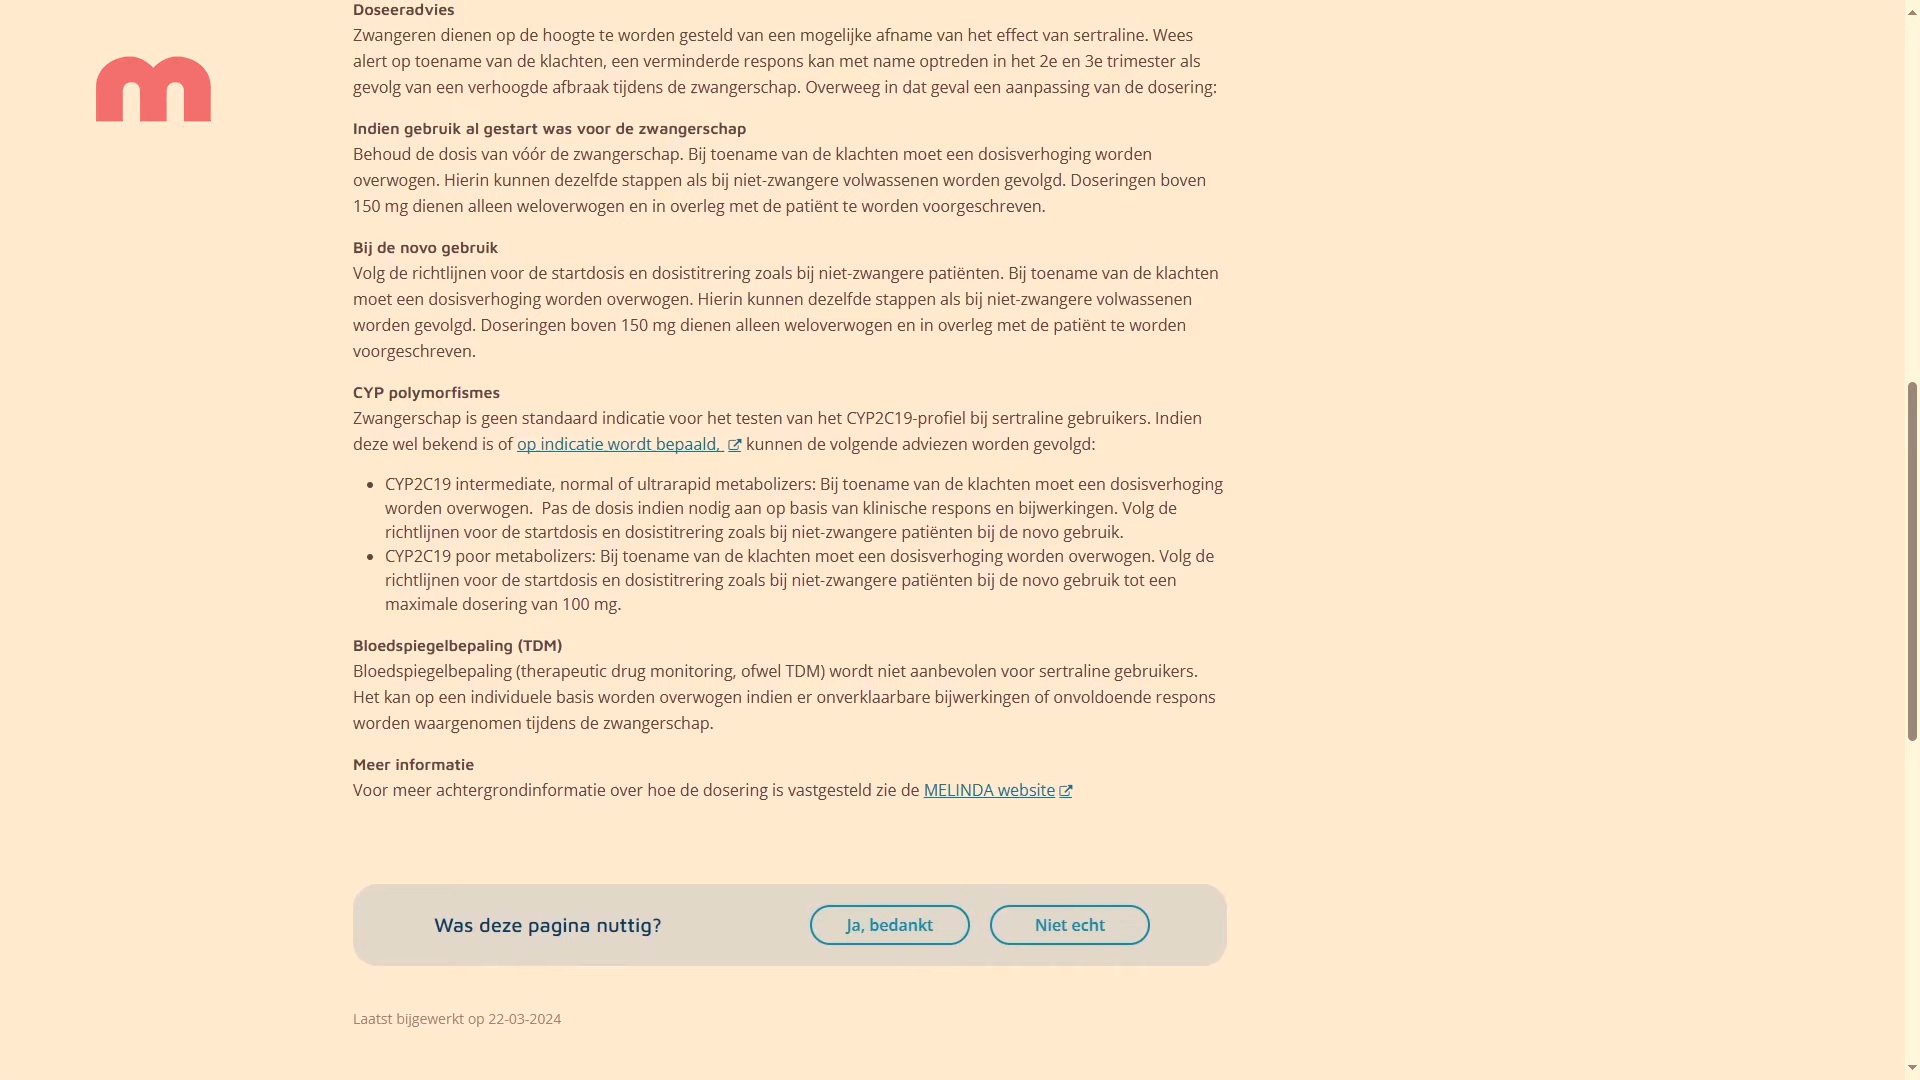 Doseeradvies
Zwangeren dienen op de hoogte te worden gesteld van een mogelijke afname van het effect van sertraline. Wees
alert op toename van de klachten, een verminderde respons kan met name optreden in het 2e en 3e trimester als
gevolg van een verhoogde afbraak tijdens de zwangerschap. Overweeg in dat geval een aanpassing van de dosering:
Indien gebruik al gestart was voor de zwangerschap
Behoud de dosis van vóór de zwangerschap. Bij toename van de klachten moet een dosisverhoging worden
overwogen. Hierin kunnen dezelfde stappen als bij niet-zwangere volwassenen worden gevolgd. Doseringen boven
150 mg dienen alleen weloverwogen en in overleg met de patiënt te worden voorgeschreven.
Bij de novo gebruik
Volg de richtlijnen voor de startdosis en dosistitrering zoals bij niet-zwangere patiënten. Bij toename van de klachten
moet een dosisverhoging worden overwogen. Hierin kunnen dezelfde stappen als bij niet-zwangere volwassenen
worden gevolgd. Doseringen boven 150 mg dienen alleen weloverwogen en in overleg met de patiënt te worden
voorgeschreven.
CYP polymorfismes
Zwangerschap is geen standaard indicatie voor het testen van het CYP2C19-profiel bij sertraline gebruikers. Indien
deze wel bekend is of op indicatie wordt bepaald, kunnen de volgende adviezen worden gevolgd:
• CYP2C19 intermediate, normal of ultrarapid metabolizers: Bij toename van de klachten moet een dosisverhoging
worden overwogen. Pas de dosis indien nodig aan op basis van klinische respons en bijwerkingen. Volg de
richtlijnen voor de startdosis en dosistitrering zoals bij niet-zwangere patiënten bij de novo gebruik.
• CYP2C19 poor metabolizers: Bij toename van de klachten moet een dosisverhoging worden overwogen. Volg de
richtlijnen voor de startdosis en dosistitrering zoals bij niet-zwangere patiënten bij de novo gebruik tot een
maximale dosering van 100 mg.
Bloedspiegelbepaling (TDM)
Bloedspiegelbepaling (therapeutic drug monitoring, ofwel TDM) wordt niet aanbevolen voor sertraline gebruikers.
Het kan op een individuele basis worden overwogen indien er onverklaarbare bijwerkingen of onvoldoende respons
worden waargenomen tijdens de zwangerschap.
Meer informatie
Voor meer achtergrondinformatie over hoe de dosering is vastgesteld zie de MELINDA website
Was deze pagina nuttig?
Ja, bedankt
Niet echt
Laatst bijgewerkt op 22-03-2024